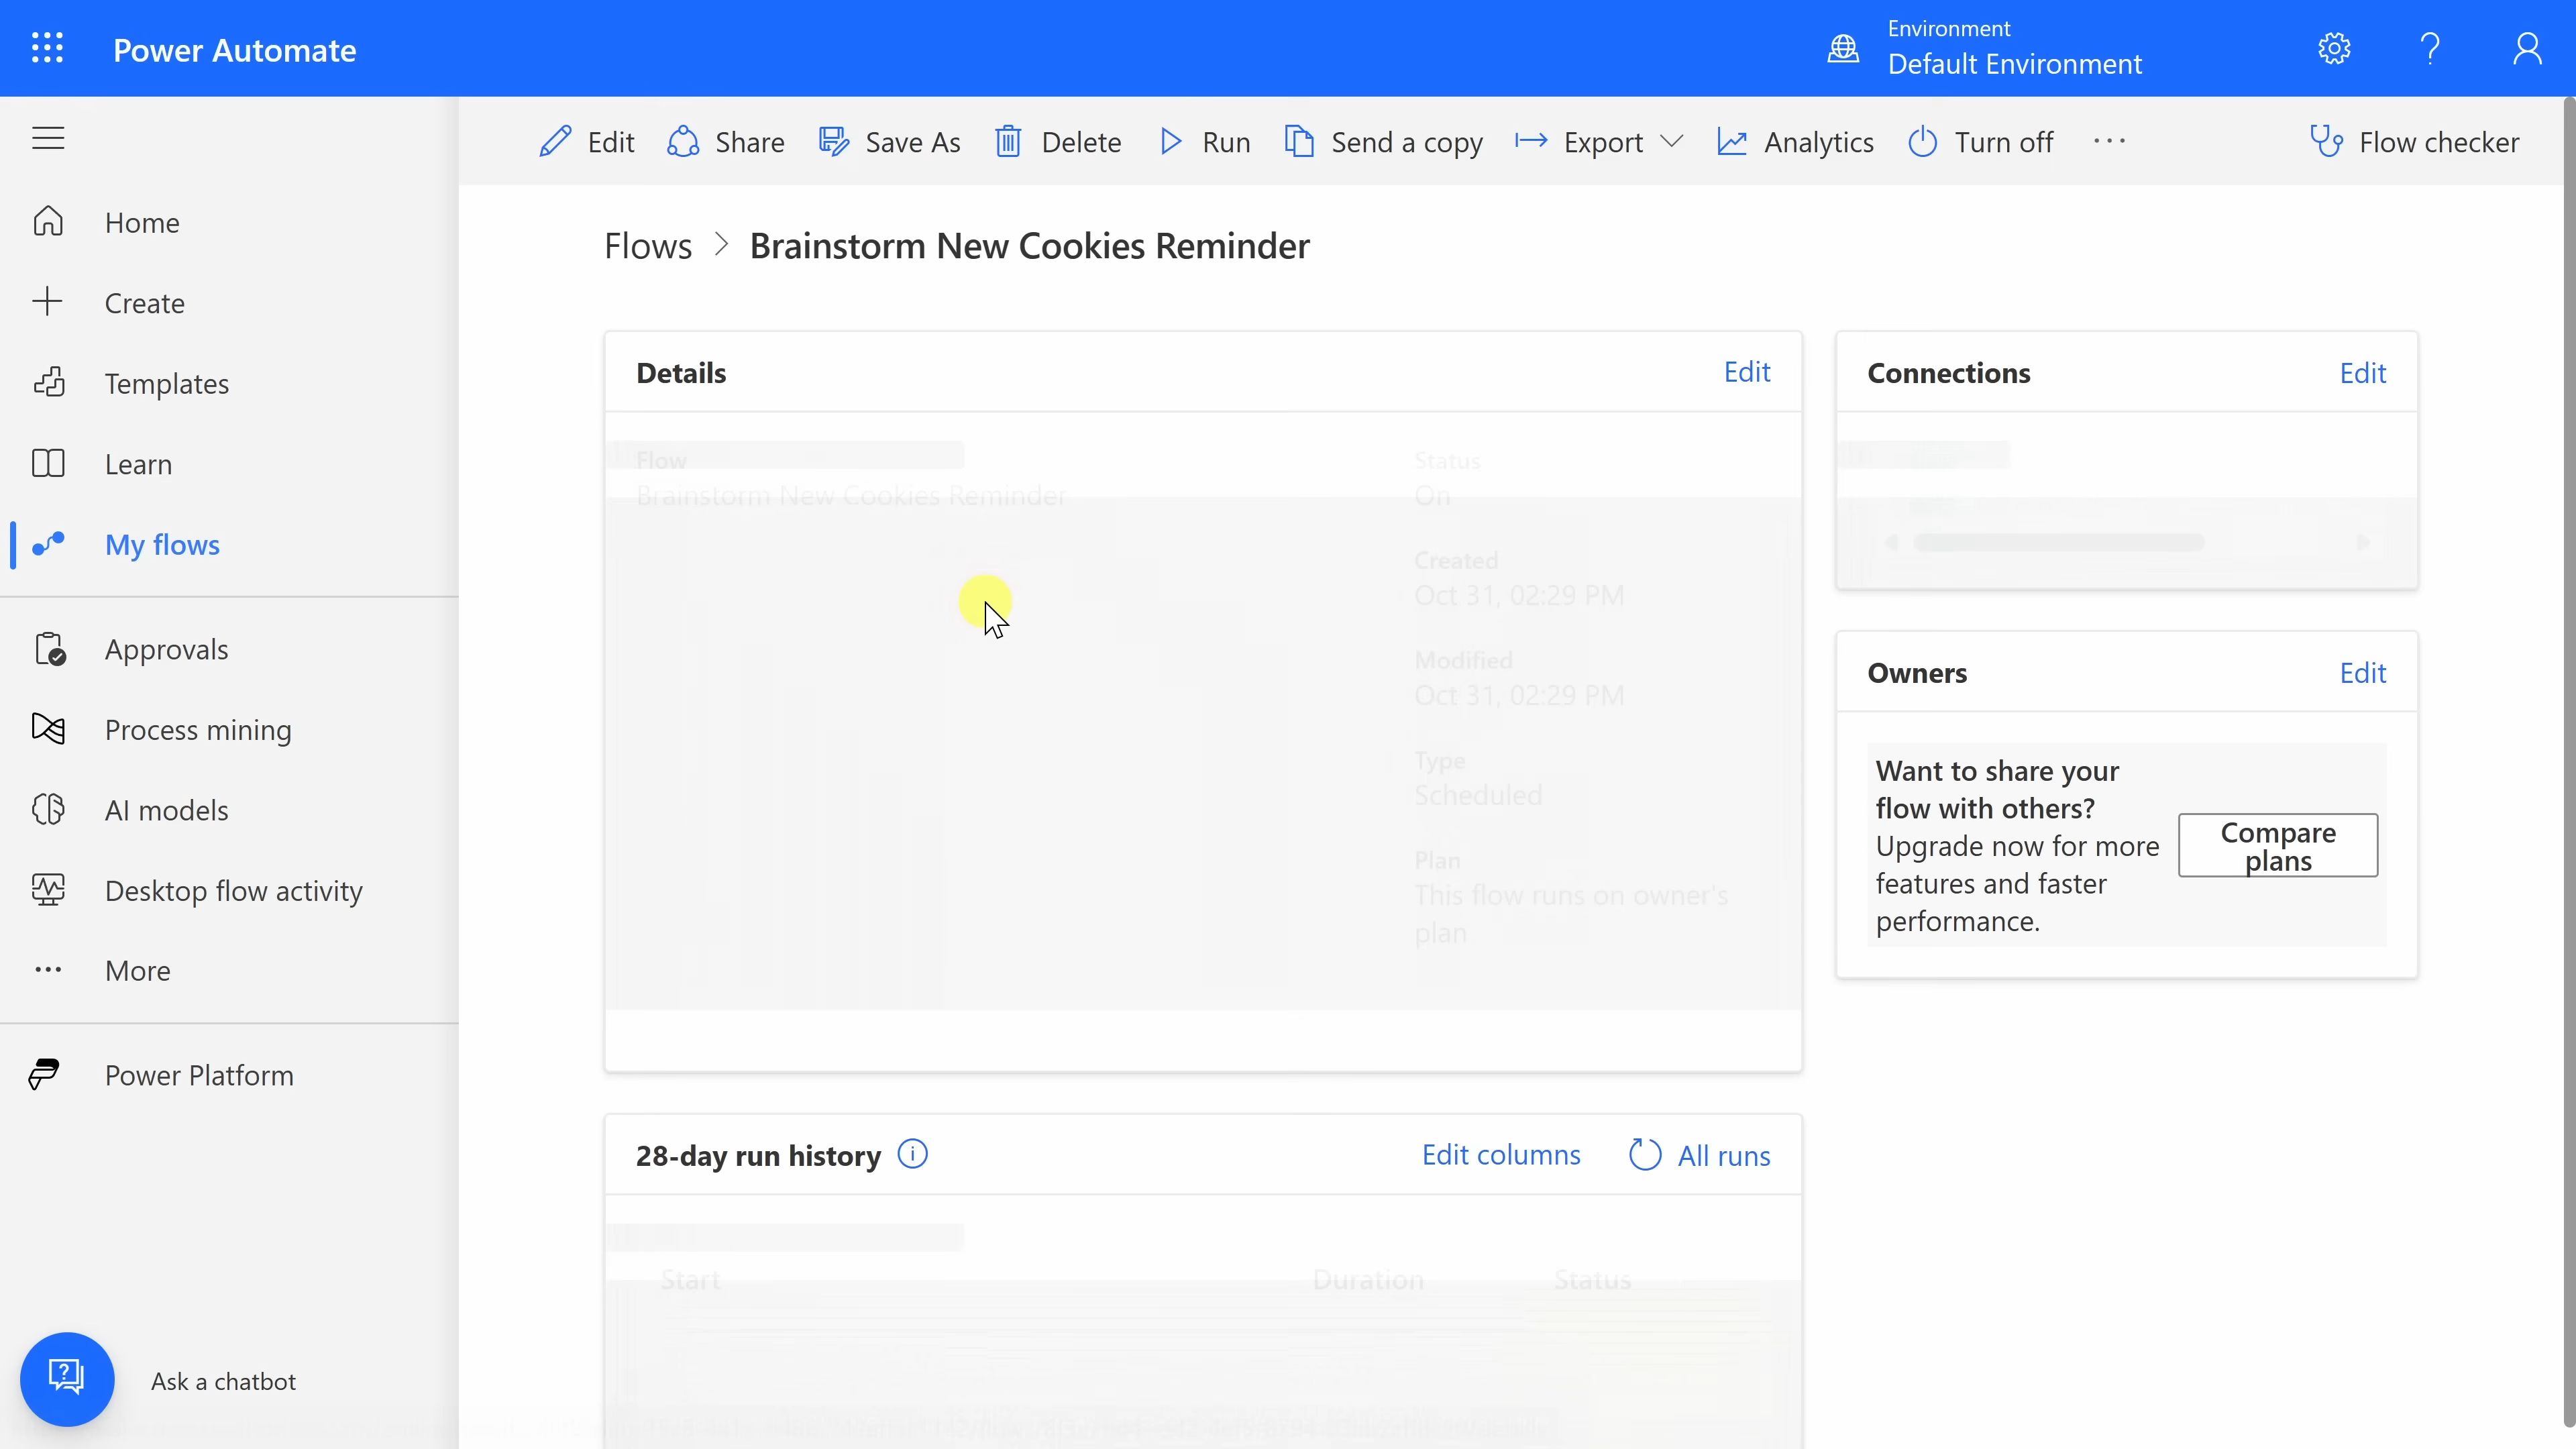 Power Automate
Environment
Default Environment
Edit
Share
Save As
Delete
Run
Send a copy
Export
Analytics
Turn off
Flow checker
Home
Create
Templates
Learn
My flows
Approvals
Process mining
AI models
Desktop flow activity
More
Power Platform
Ask a chatbot
Flows > Brainstorm New Cookies Reminder
Details
Edit
Flow
Brainstorm New Cookies Reminder
Status
On
Created
Oct 31, 02:29 PM
Modified
Oct 31, 02:29 PM
Type
Scheduled
Plan
This flow runs on owner's
plan
Connections
Edit
Owners
Edit
Want to share your
flow with others?
Upgrade now for more
features and faster
performance.
Compare
plans
28-day run history
Edit columns
All runs
Start
Duration
Status